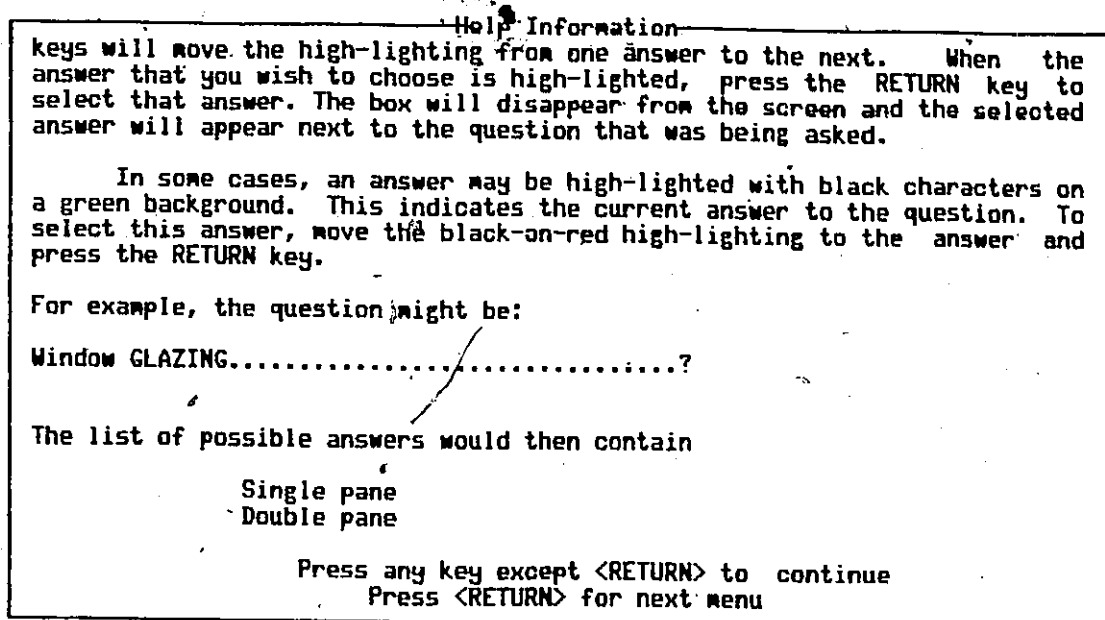 Help Information
keys will move the high-lighting from one answer to the next. When the
answer that you wish to choose is high-lighted, press the RETURN key to
select that answer. The box will disappear from the screen and the selected
answer will appear next to the question that was being asked.
In some cases, an answer may be high-lighted with black characters on
a green background. This indicates the current answer to the question. To
select this answer, move the black-on-red high-lighting to the answer and
press the RETURN key.
For example, the question might be:
Window GLAZING................................?
The list of possible answers would then contain
Single pane
Double pane
Press any key except <RETURN> to continue
Press <RETURN> for next menu